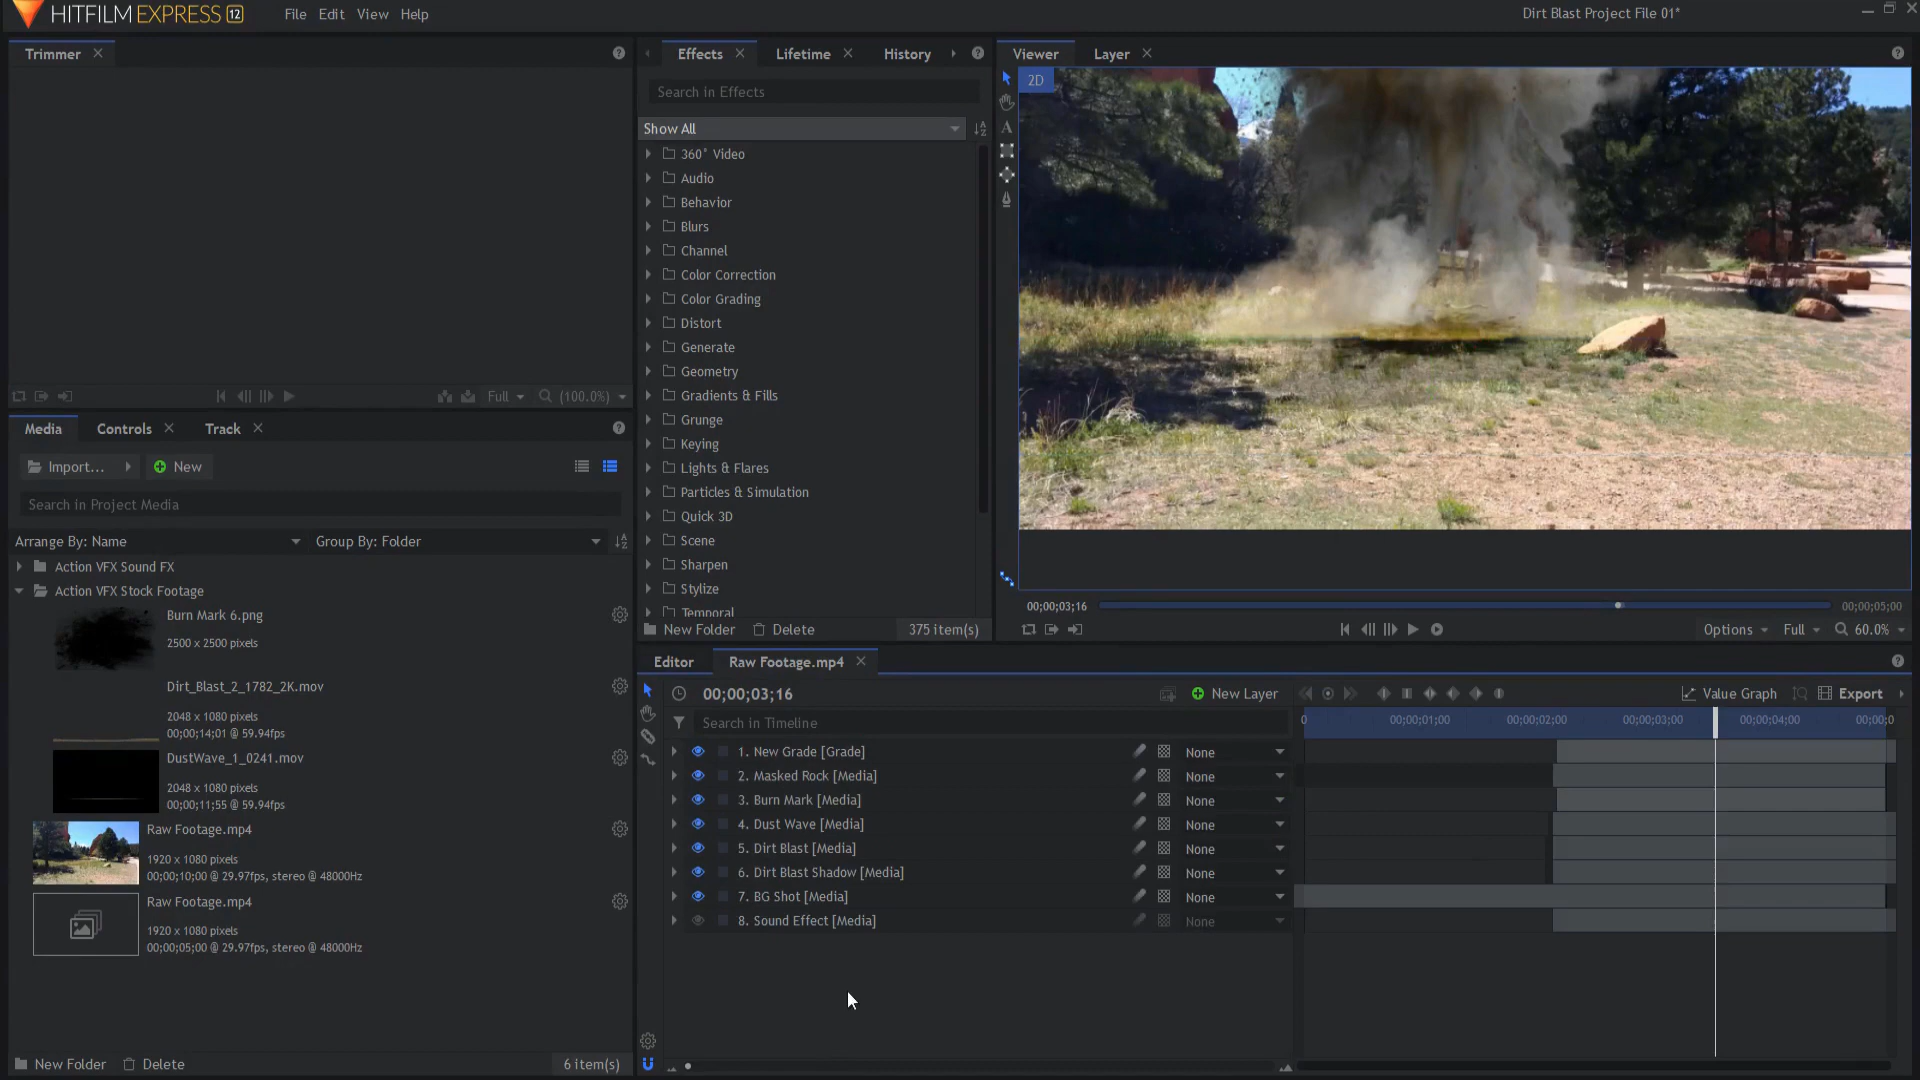 HITFILM EXPRESS 12
File Edit View Help
Dirt Blast Project File 01*
Trimmer
Full
(100.0%)
Media Controls Track
Import... New
Search in Project Media
Arrange By: Name Group By: Folder
Action VFX Sound FX
Action VFX Stock Footage
Burn Mark 6.png
2500 x 2500 pixels
Dirt_Blast_2_1782_2K.mov
2048 x 1080 pixels
00;00;14;01 @ 59.94fps
DustWave_1_0241.mov
2048 x 1080 pixels
00;00;11;55 @ 59.94fps
Raw Footage.mp4
1920 x 1080 pixels
00;00;10;00 @ 29.97fps, stereo @ 48000Hz
Raw Footage.mp4
1920 x 1080 pixels
00;00;05;00 @ 29.97fps, stereo @ 48000Hz
New Folder Delete 6 item(s)
Effects Lifetime History
Search in Effects
Show All
360° Video
Audio
Behavior
Blurs
Channel
Color Correction
Color Grading
Distort
Generate
Geometry
Gradients & Fills
Grunge
Keying
Lights & Flares
Particles & Simulation
Quick 3D
Scene
Sharpen
Stylize
Temporal
New Folder Delete 375 item(s)
Viewer Layer
2D
00;00;03;16 00;00;05;00
Options Full 60.0%
Editor Raw Footage.mp4
00;00;03;16 New Layer Value Graph Export
Search in Timeline
0 00;00;01;00 00;00;02;00 00;00;03;00 00;00;04;00 00;00;0
1. New Grade [Grade] None
2. Masked Rock [Media] None
3. Burn Mark [Media] None
4. Dust Wave [Media] None
5. Dirt Blast [Media] None
6. Dirt Blast Shadow [Media] None
7. BG Shot [Media] None
8. Sound Effect [Media] None